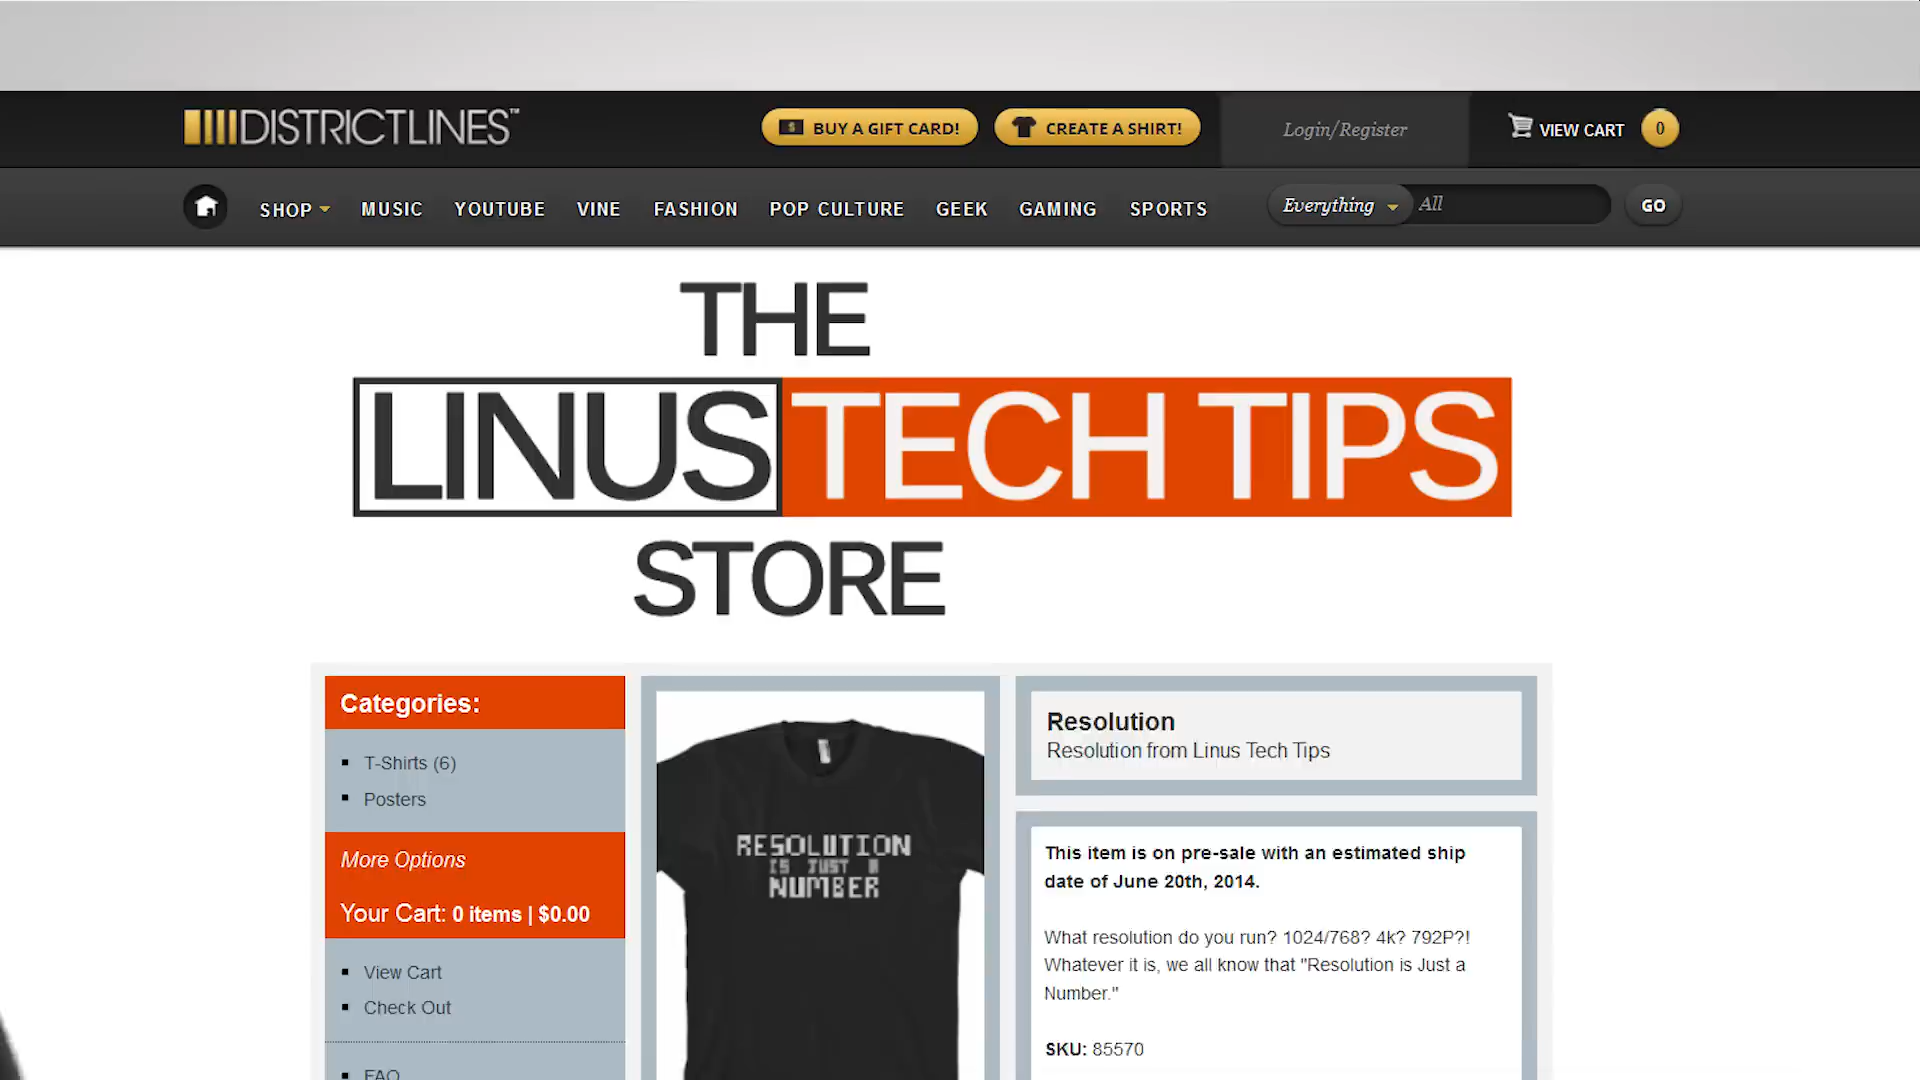 DISTRICTLINES™
BUY A GIFT CARD!
CREATE A SHIRT!
Login/Register
VIEW CART
0
SHOP
MUSIC
YOUTUBE
VINE
FASHION
POP CULTURE
GEEK
GAMING
SPORTS
Everything
All
GO
THE
LINUS TECH TIPS
STORE
Categories:
T-Shirts (6)
Posters
More Options
Your Cart: 0 items | $0.00
View Cart
Check Out
FAQ
RESOLUTION
IS JUST A
NUMBER
Resolution
Resolution from Linus Tech Tips
This item is on pre-sale with an estimated ship
date of June 20th, 2014.
What resolution do you run? 1024/768? 4k? 792P?!
Whatever it is, we all know that "Resolution is Just a
Number."
SKU: 85570